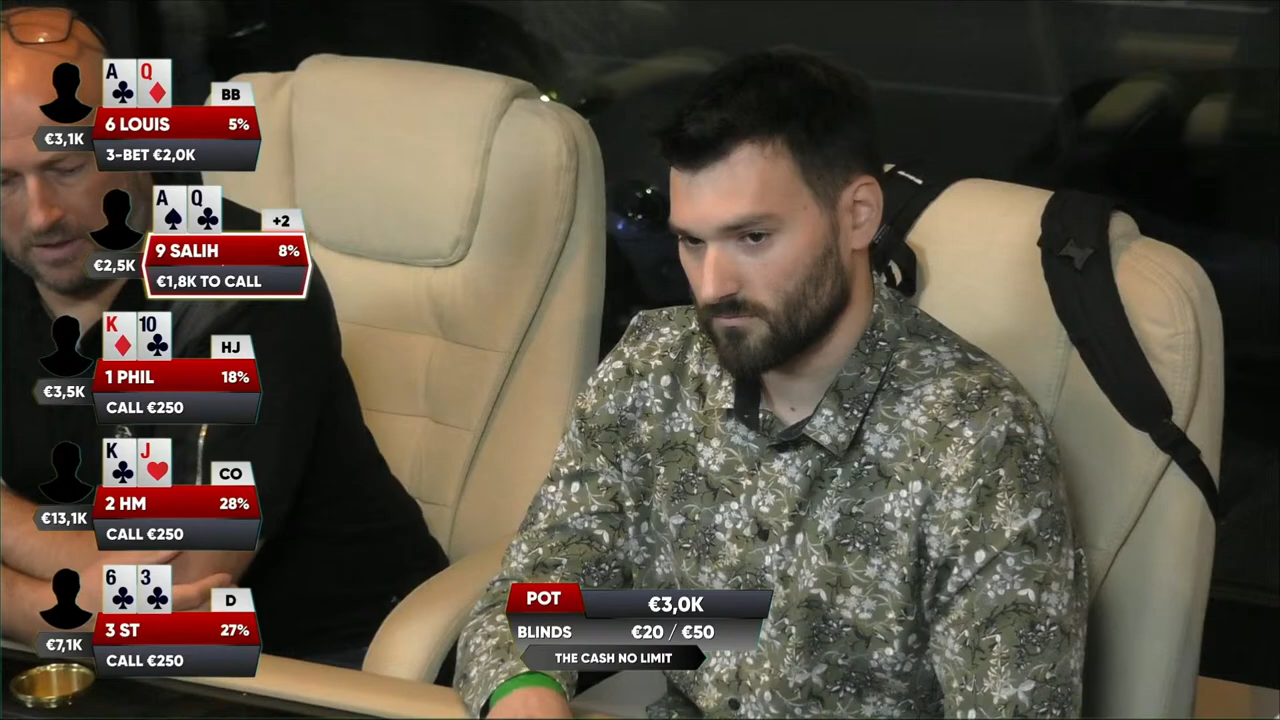 A Q
BB
6 LOUIS 5%
€3,1K
3-BET €2,0K
A Q
+2
9 SALIH 8%
€2,5K
€1,8K TO CALL
K 10
HJ
1 PHIL 18%
€3,5K
CALL €250
K J
CO
2 HM 28%
€13,1K
CALL €250
6 3
D
3 ST 27%
€7,1K
CALL €250
POT €3,0K
BLINDS €20 / €50
THE CASH NO LIMIT